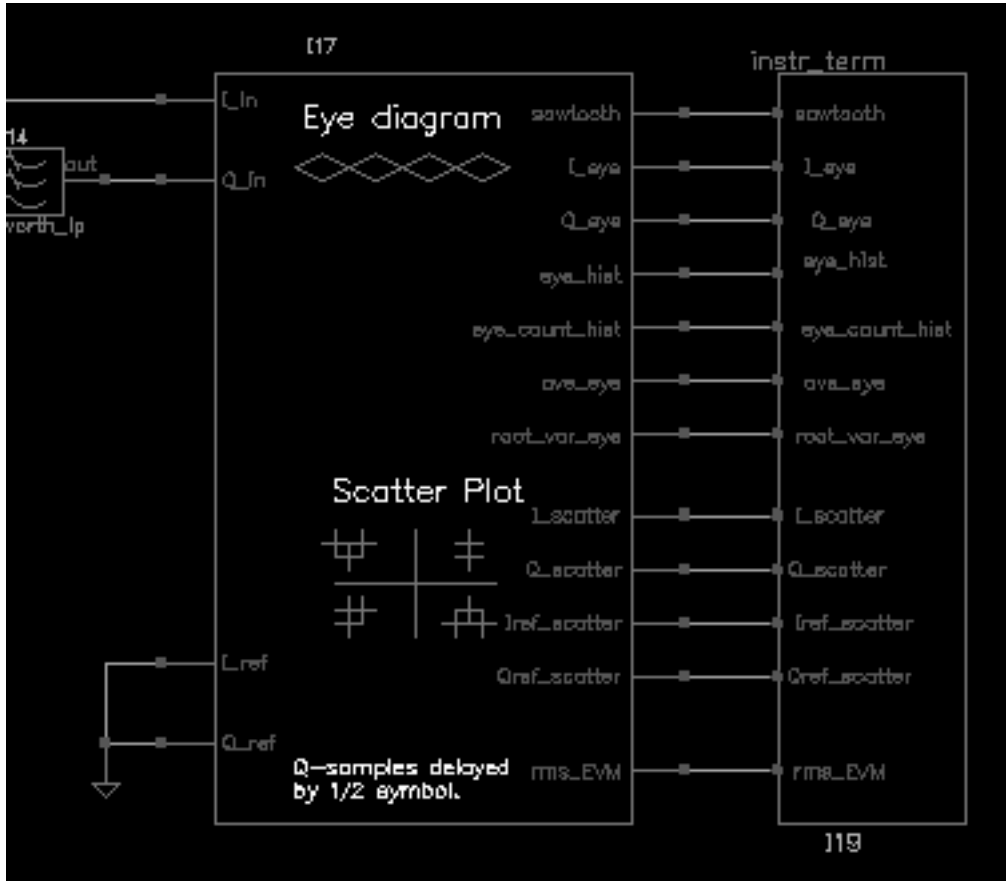 I17
instr_term
I_in
Eye diagram
sawtooth
sawtooth
14
out
Q_in
I_eye
I_eye
worth_lp
Q_eye
Q_eye
eye_hist
eye_hist
eye_count_hist
eye_count_hist
ave_eye
ave_eye
root_var_eye
root_var_eye
Scatter Plot
I_scatter
I_scatter
Q_scatter
Q_scatter
Iref_scatter
Iref_scatter
I_ref
Qref_scatter
Qref_scatter
Q_ref
Q-samples delayed
by 1/2 symbol.
rms_EVM
rms_EVM
I19